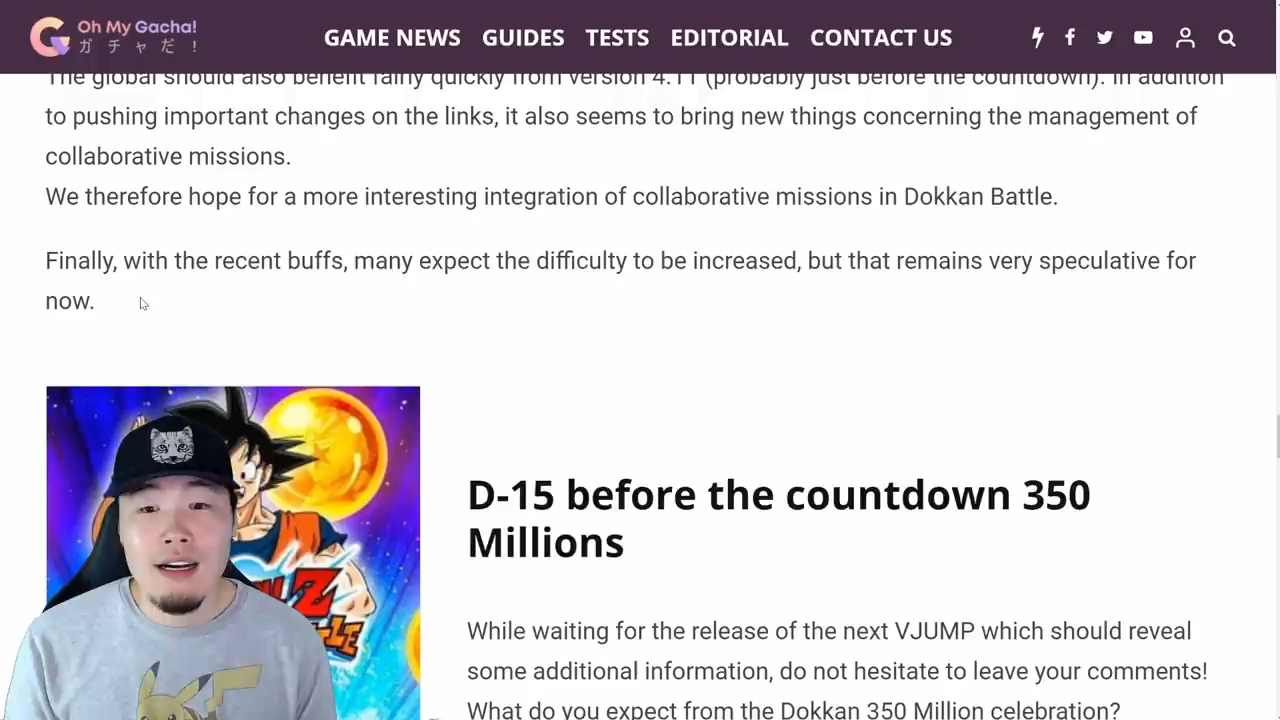 Oh My Gacha!
ガチャだ!
GAME NEWS GUIDES TESTS EDITORIAL CONTACT US
The global should also benefit fairly quickly from version 4.11 (probably just before the countdown). In addition
to pushing important changes on the links, it also seems to bring new things concerning the management of
collaborative missions.
We therefore hope for a more interesting integration of collaborative missions in Dokkan Battle.
Finally, with the recent buffs, many expect the difficulty to be increased, but that remains very speculative for
now.
D-15 before the countdown 350
Millions
While waiting for the release of the next VJUMP which should reveal
some additional information, do not hesitate to leave your comments!
What do you expect from the Dokkan 350 Million celebration?